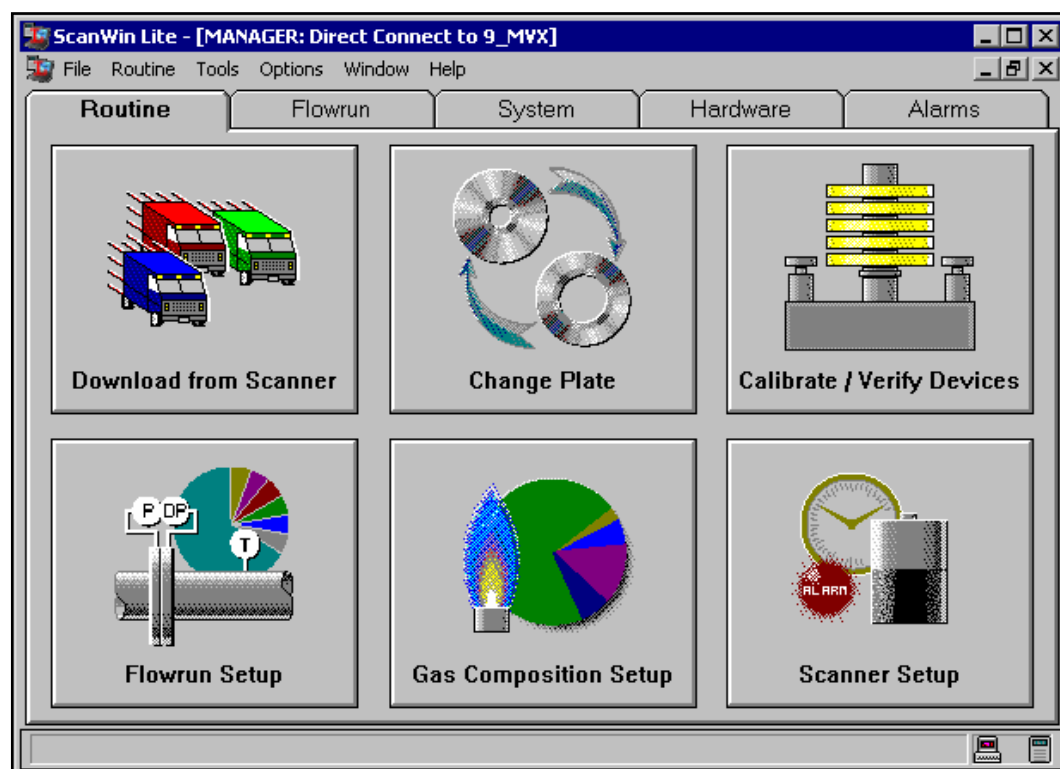 ScanWin Lite - [MANAGER: Direct Connect to 9_MVX]
File Routine Tools Options Window Help
Routine Flowrun System Hardware Alarms
Download from Scanner
Change Plate
Calibrate / Verify Devices
P DP
T
Flowrun Setup
Gas Composition Setup
ALARM
Scanner Setup